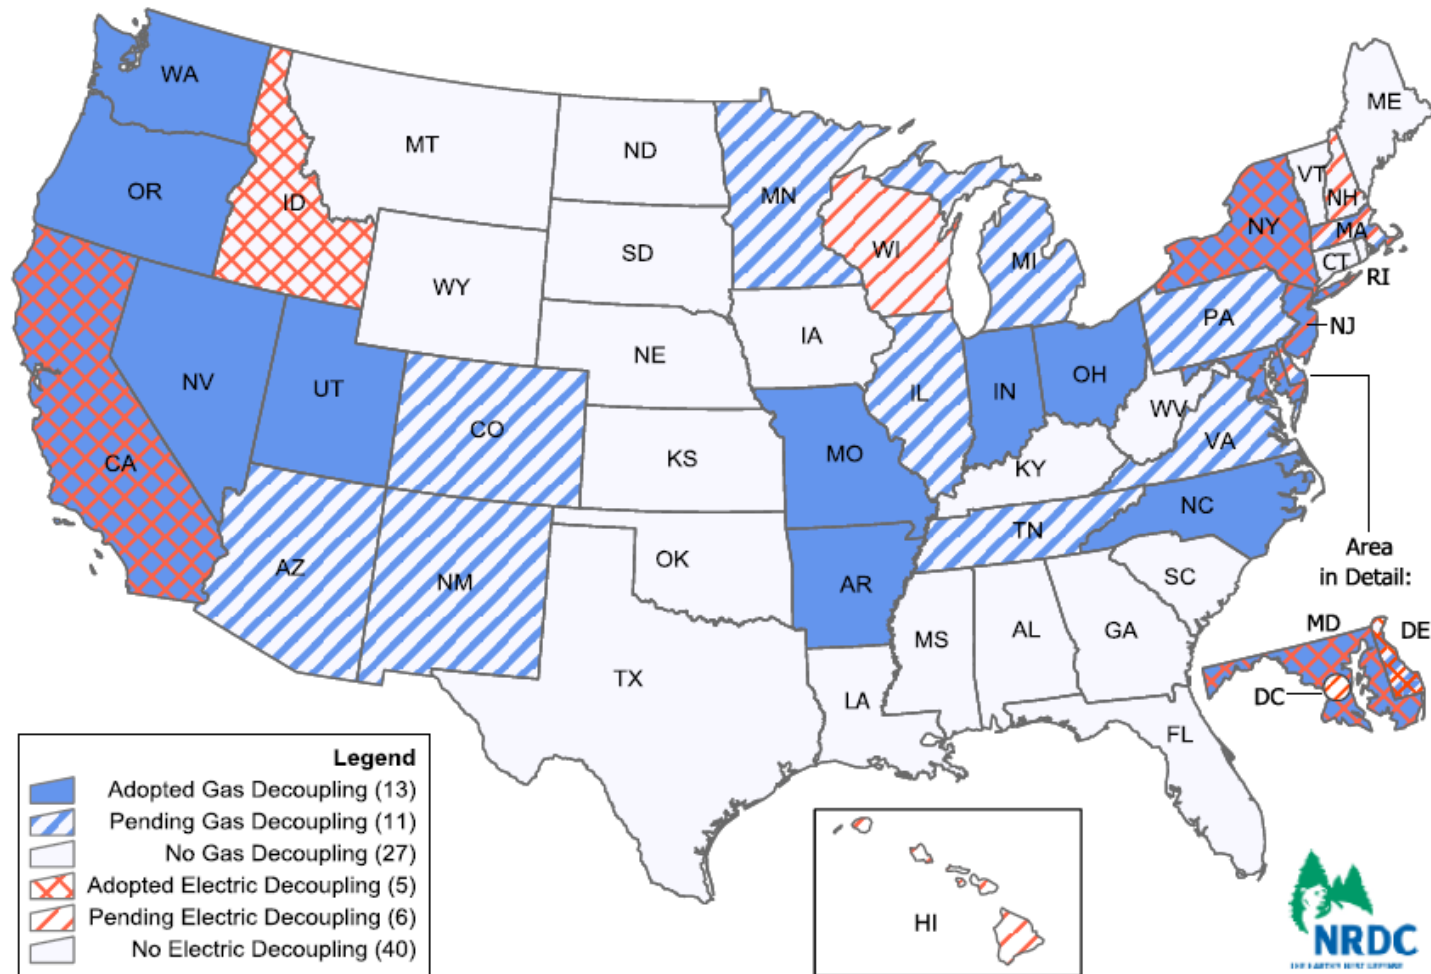 WA
MT
ND
ME
OR
ID
MN
VT
NH
NY
MA
WI
SD
MI
CT
RI
WY
PA
NJ
IA
NE
NV
UT
OH
IN
IL
WV
CO
VA
KS
MO
KY
CA
NC
TN
OK
AZ
NM
AR
SC
MS
AL
GA
TX
LA
FL
Area
in Detail:
MD
DE
DC
Legend
Adopted Gas Decoupling (13)
Pending Gas Decoupling (11)
No Gas Decoupling (27)
Adopted Electric Decoupling (5)
Pending Electric Decoupling (6)
No Electric Decoupling (40)
HI
NRDC
THE EARTH'S BEST DEFENSE